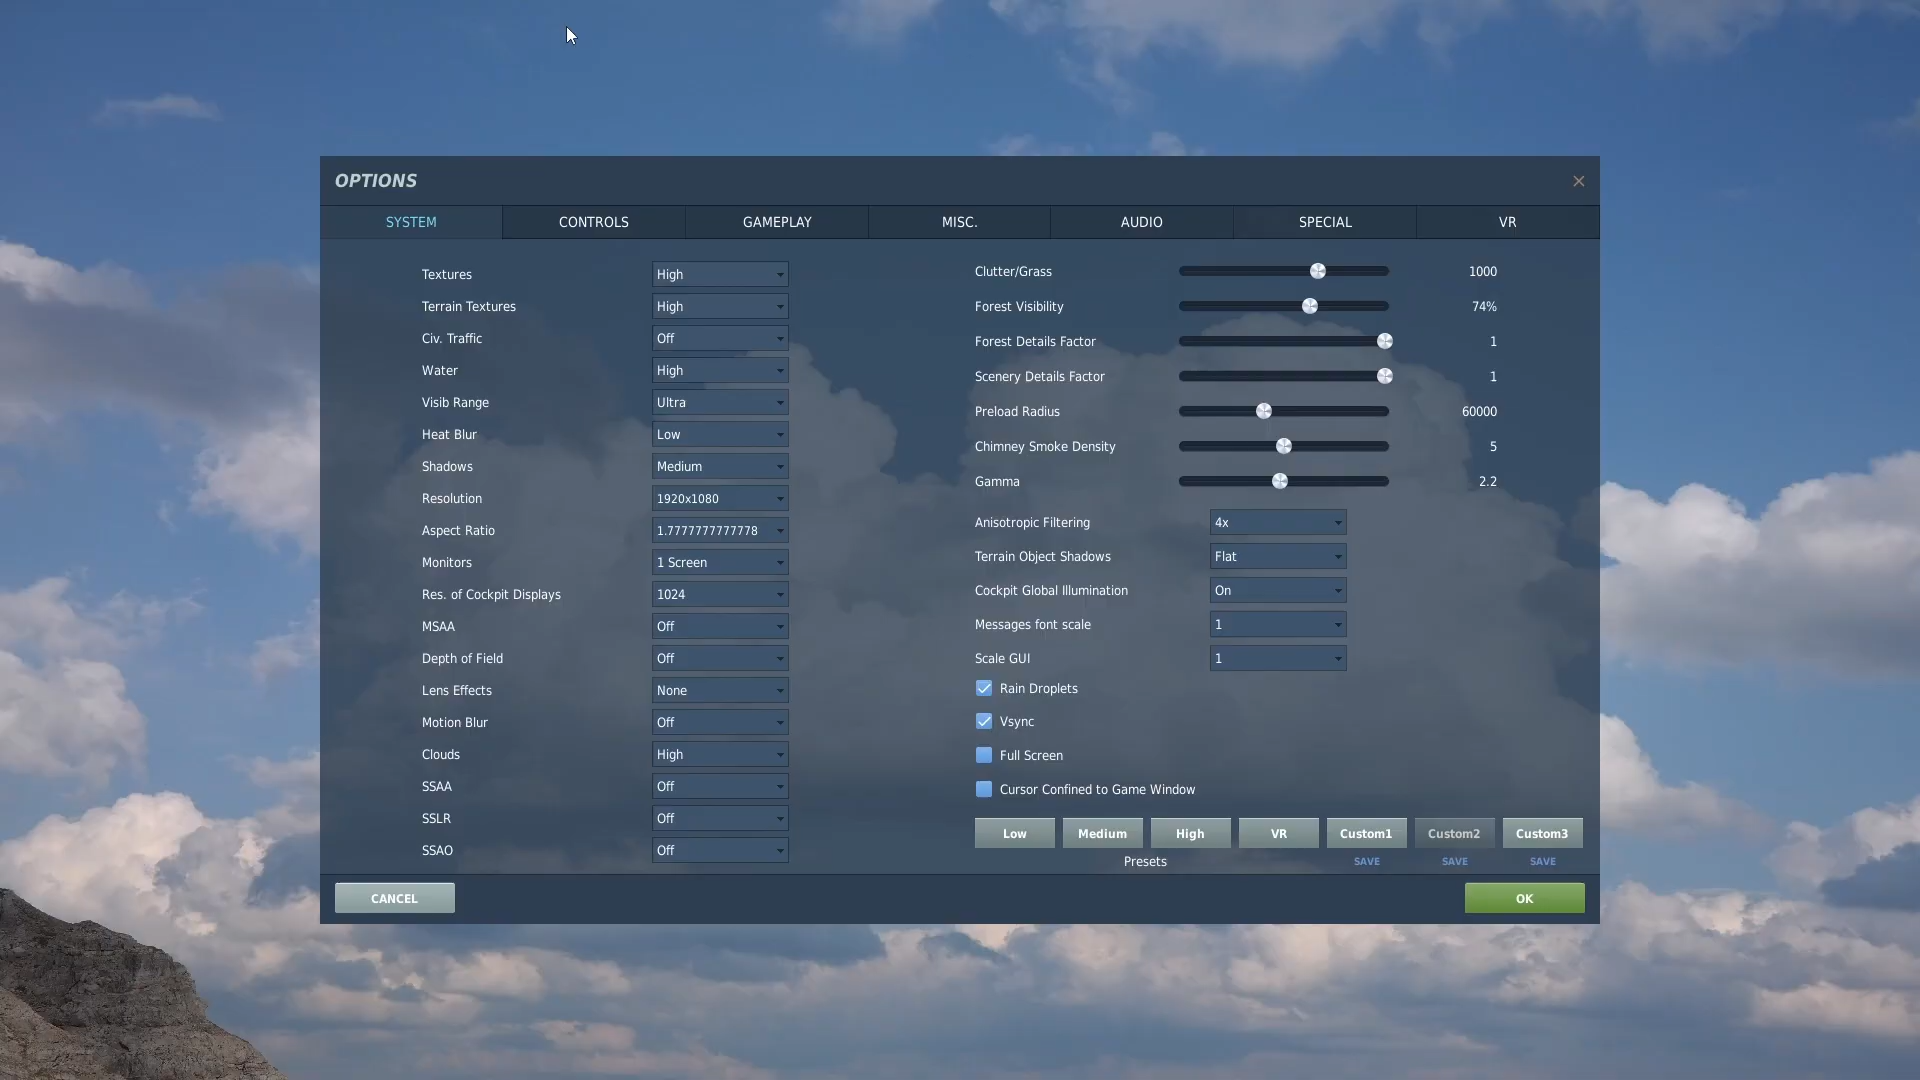 OPTIONS
SYSTEM CONTROLS GAMEPLAY MISC. AUDIO SPECIAL VR
Textures High
Terrain Textures High
Civ. Traffic Off
Water High
Visib Range Ultra
Heat Blur Low
Shadows Medium
Resolution 1920x1080
Aspect Ratio 1.7777777777778
Monitors 1 Screen
Res. of Cockpit Displays 1024
MSAA Off
Depth of Field Off
Lens Effects None
Motion Blur Off
Clouds High
SSAA Off
SSLR Off
SSAO Off
Clutter/Grass 1000
Forest Visibility 74%
Forest Details Factor 1
Scenery Details Factor 1
Preload Radius 60000
Chimney Smoke Density 5
Gamma 2.2
Anisotropic Filtering 4x
Terrain Object Shadows Flat
Cockpit Global Illumination On
Messages font scale 1
Scale GUI 1
Rain Droplets
Vsync
Full Screen
Cursor Confined to Game Window
Low Medium High VR Custom1 Custom2 Custom3
Presets SAVE SAVE SAVE
CANCEL OK